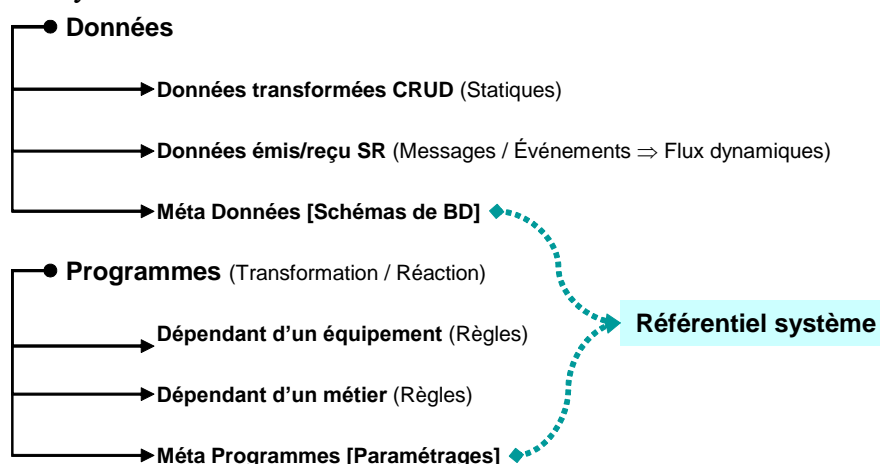 Données
Données transformées CRUD (Statiques)
Données émis/reçu SR (Messages / Événements ⇒ Flux dynamiques)
Méta Données [Schémas de BD]
Programmes (Transformation / Réaction)
Référentiel système
Dépendant d'un équipement (Règles)
Dépendant d'un métier (Règles)
Méta Programmes [Paramétrages]